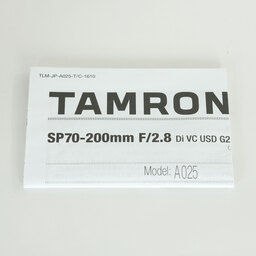 TLM-JP-A025-T/C-1610
TAMRON
SP70-200mm F/2.8 Di VC USD G2
Model: A025